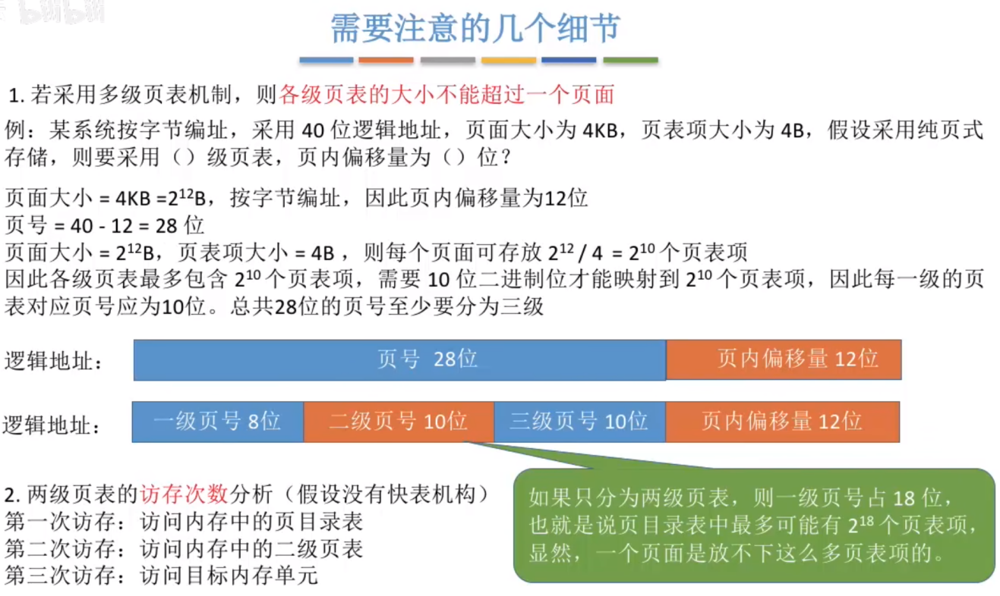 需要注意的几个细节
1. 若采用多级页表机制，则各级页表的大小不能超过一个页面
例：某系统按字节编址，采用 40 位逻辑地址，页面大小为 4KB，页表项大小为 4B，假设采用纯页式
存储，则要采用（）级页表，页内偏移量为（）位？
页面大小 = 4KB =2¹²B，按字节编址，因此页内偏移量为12位
页号 = 40 - 12 = 28 位
页面大小 = 2¹²B，页表项大小 = 4B ，则每个页面可存放 2¹² / 4 = 2¹⁰ 个页表项
因此各级页表最多包含 2¹⁰ 个页表项，需要 10 位二进制位才能映射到 2¹⁰ 个页表项，因此每一级的页
表对应页号应为10位。总共28位的页号至少要分为三级
逻辑地址： 页号 28位 页内偏移量 12位
逻辑地址： 一级页号 8位 二级页号 10位 三级页号 10位 页内偏移量 12位
2. 两级页表的访存次数分析（假设没有快表机构）
第一次访存：访问内存中的页目录表
第二次访存：访问内存中的二级页表
第三次访存：访问目标内存单元
如果只分为两级页表，则一级页号占 18 位，
也就是说页目录表中最多可能有 2¹⁸ 个页表项，
显然，一个页面是放不下这么多页表项的。